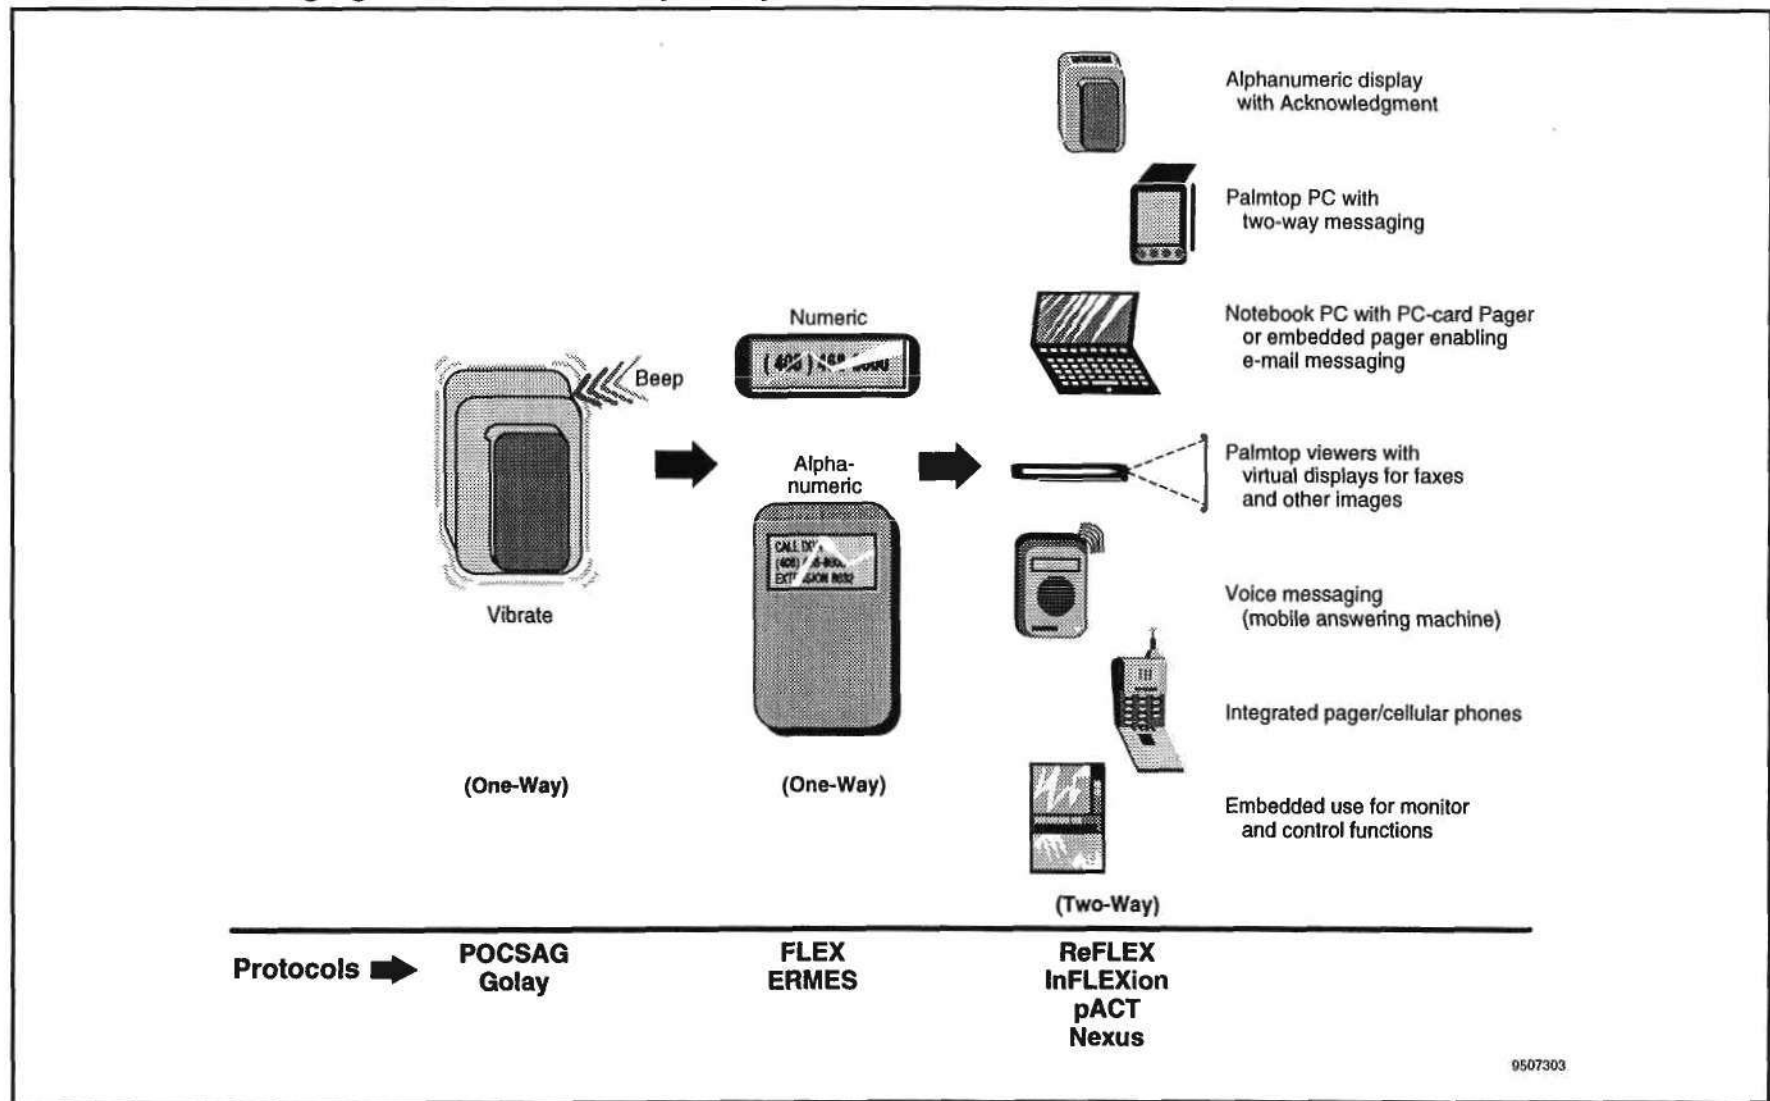 Alphanumeric display
with Acknowledgment
Palmtop PC with
two-way messaging
Notebook PC with PC-card Pager
or embedded pager enabling
e-mail messaging
Numeric
Beep
Palmtop viewers with
virtual displays for faxes
and other images
Alpha-
numeric
CALL
EXTENSION
Vibrate
Voice messaging
(mobile answering machine)
Integrated pager/cellular phones
(One-Way)
(One-Way)
Embedded use for monitor
and control functions
(Two-Way)
Protocols
POCSAG
Golay
FLEX
ERMES
ReFLEX
InFLEXion
pACT
Nexus
9507303